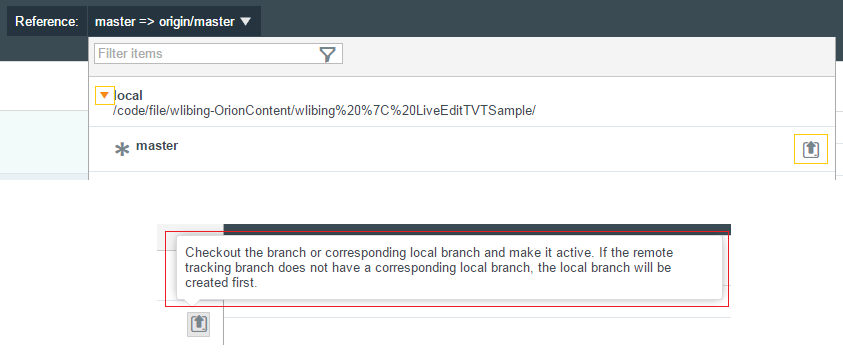 Reference: master => origin/master
Filter items
local
/code/file/wlibing-OrionContent/wlibing%20%7C%20LiveEditTVTSample/
master
Checkout the branch or corresponding local branch and make it active. If the remote
tracking branch does not have a corresponding local branch, the local branch will be
created first.